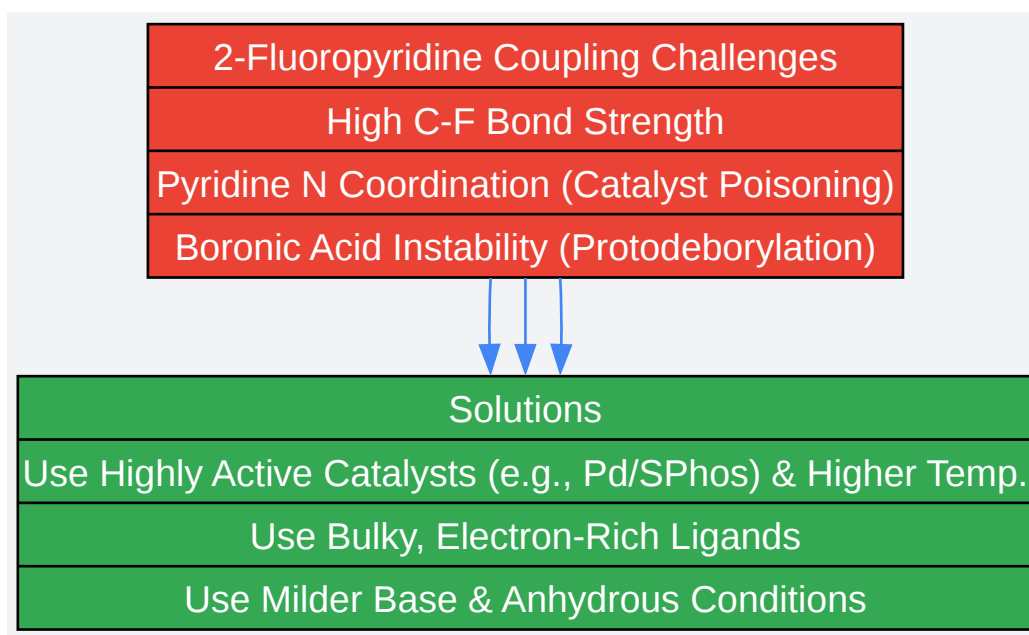 2-Fluoropyridine Coupling Challenges
High C-F Bond Strength
Pyridine N Coordination (Catalyst Poisoning)
Boronic Acid Instability (Protodeborylation)
Solutions
Use Highly Active Catalysts (e.g., Pd/SPhos) & Higher Temp.
Use Bulky, Electron-Rich Ligands
Use Milder Base & Anhydrous Conditions